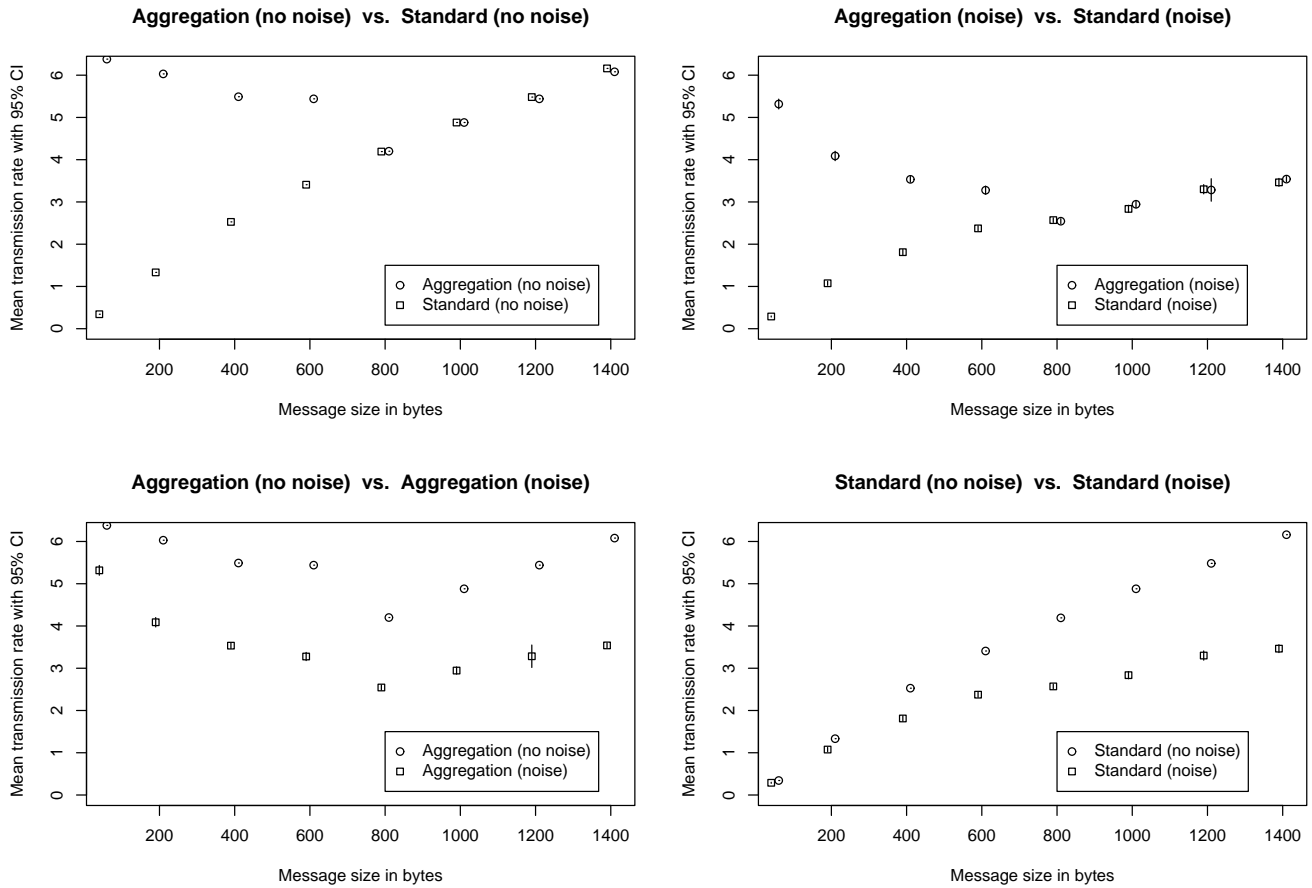 Aggregation (no noise) vs. Standard (no noise)
Mean transmission rate with 95% CI
6
5
4
3
2
1
0
Aggregation (no noise)
Standard (no noise)
200 400 600 800 1000 1200 1400
Message size in bytes
Aggregation (noise) vs. Standard (noise)
Mean transmission rate with 95% CI
6
5
4
3
2
1
0
Aggregation (noise)
Standard (noise)
200 400 600 800 1000 1200 1400
Message size in bytes
Aggregation (no noise) vs. Aggregation (noise)
Mean transmission rate with 95% CI
6
5
4
3
2
1
0
Aggregation (no noise)
Aggregation (noise)
200 400 600 800 1000 1200 1400
Message size in bytes
Standard (no noise) vs. Standard (noise)
Mean transmission rate with 95% CI
6
5
4
3
2
1
0
Standard (no noise)
Standard (noise)
200 400 600 800 1000 1200 1400
Message size in bytes